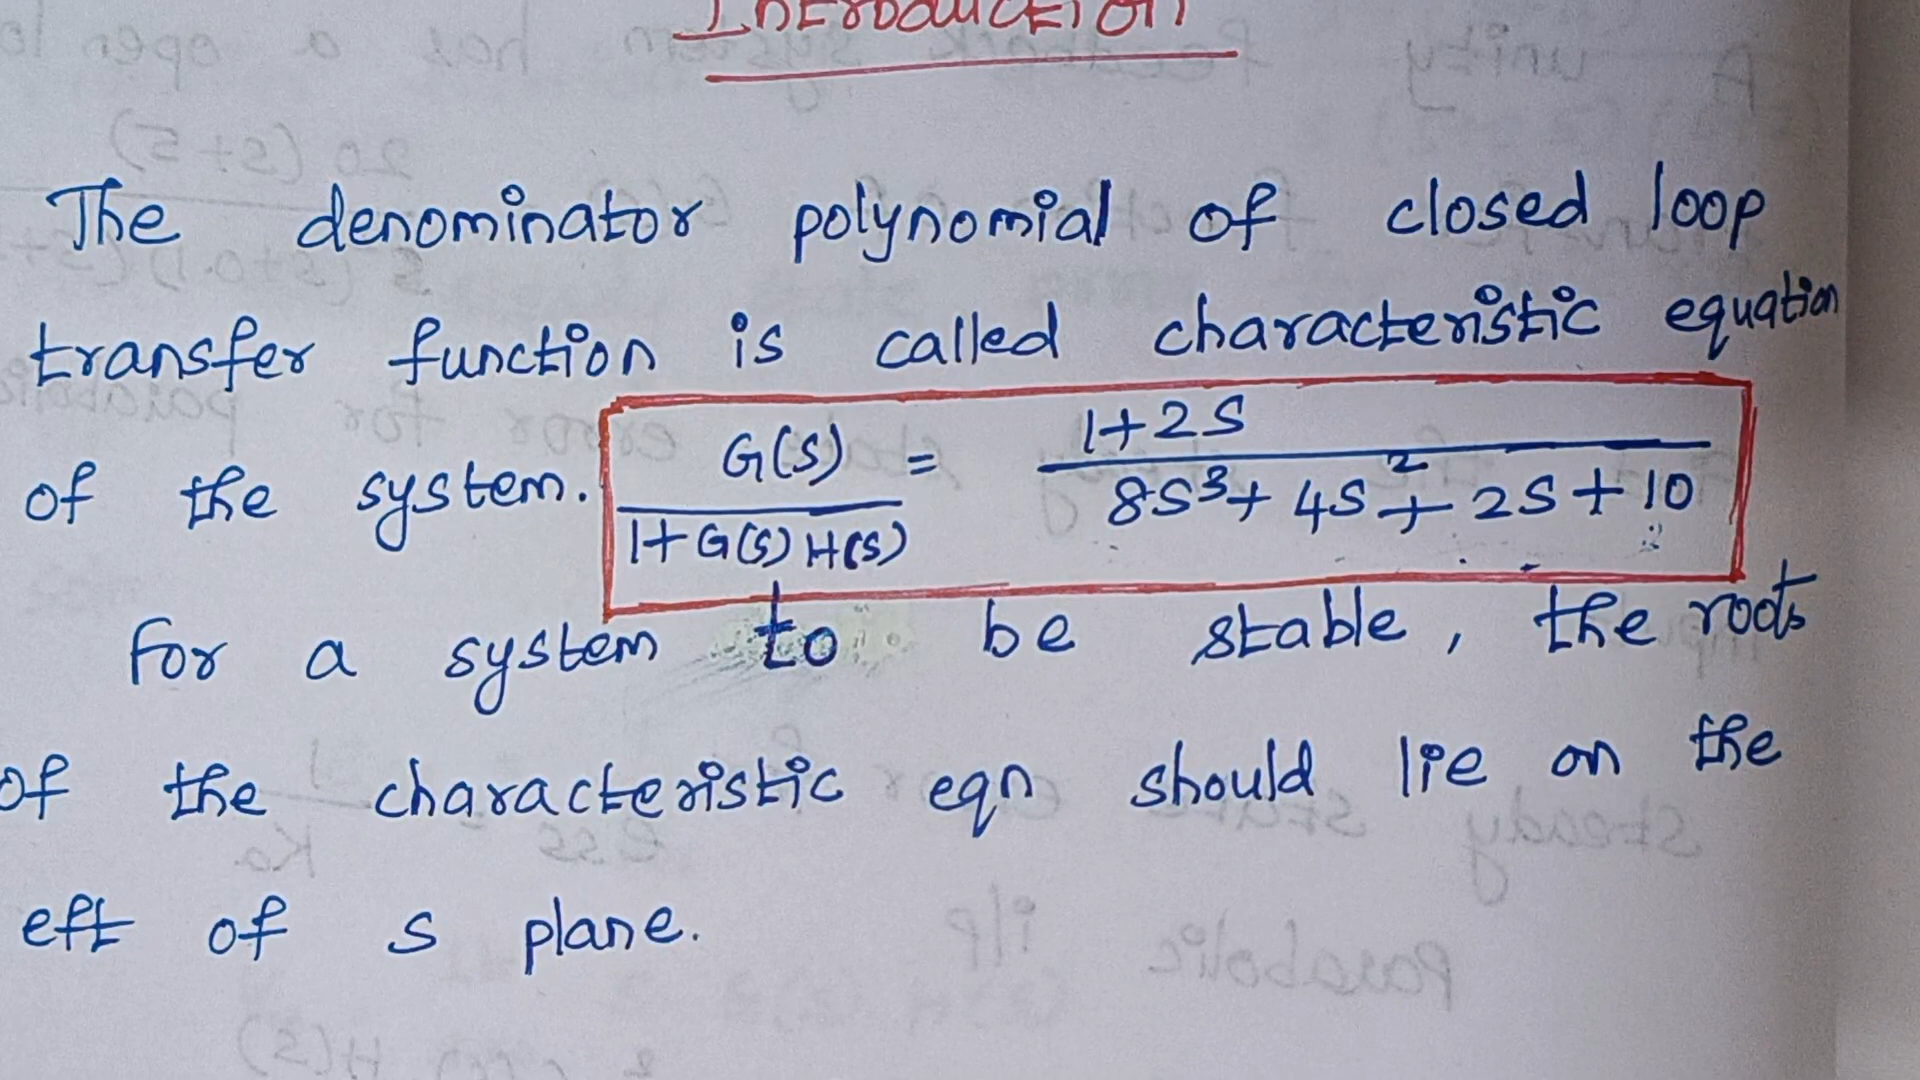 Introduction
The denominator polynomial of closed loop
transfer function is called characteristic equation
of the system. G(S)/1+G(S)H(S) = 1+2S/8S³+4S²+2S+10
for a system to be stable, the roots
of the characteristic eqn should lie on the
eft of s plane.